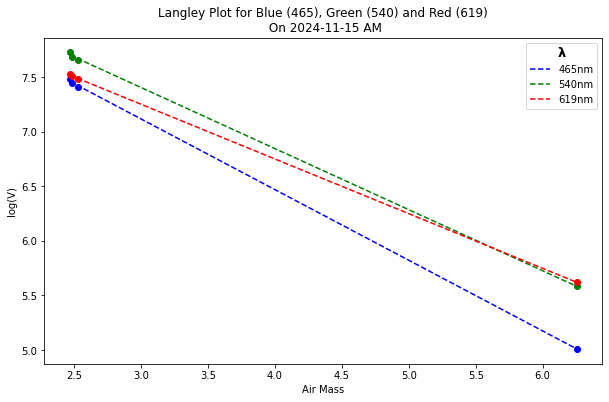 Langley Plot for Blue (465), Green (540) and Red (619)
On 2024-11-15 AM
λ
465nm
540nm
619nm
7.5
7.0
6.5
6.0
5.5
5.0
log(V)
2.5 3.0 3.5 4.0 4.5 5.0 5.5 6.0
Air Mass